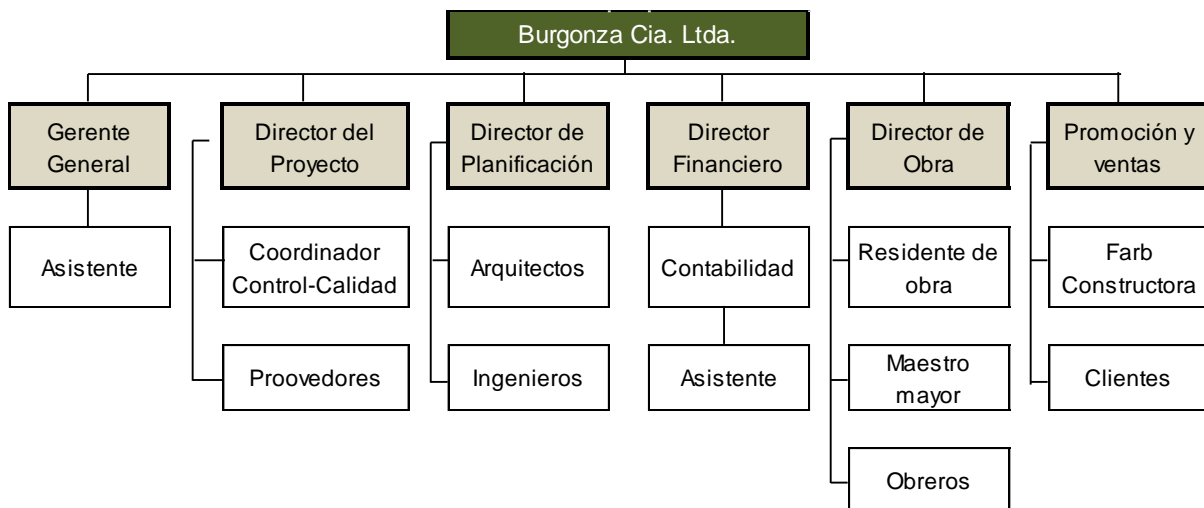 Burgonza Cia. Ltda.
Gerente
General
Director del
Proyecto
Director de
Planificación
Director
Financiero
Director de
Obra
Promoción y
ventas
Asistente
Coordinador
Control-Calidad
Arquitectos
Contabilidad
Residente de
obra
Farb
Constructora
Proovedores
Ingenieros
Asistente
Maestro
mayor
Clientes
Obreros